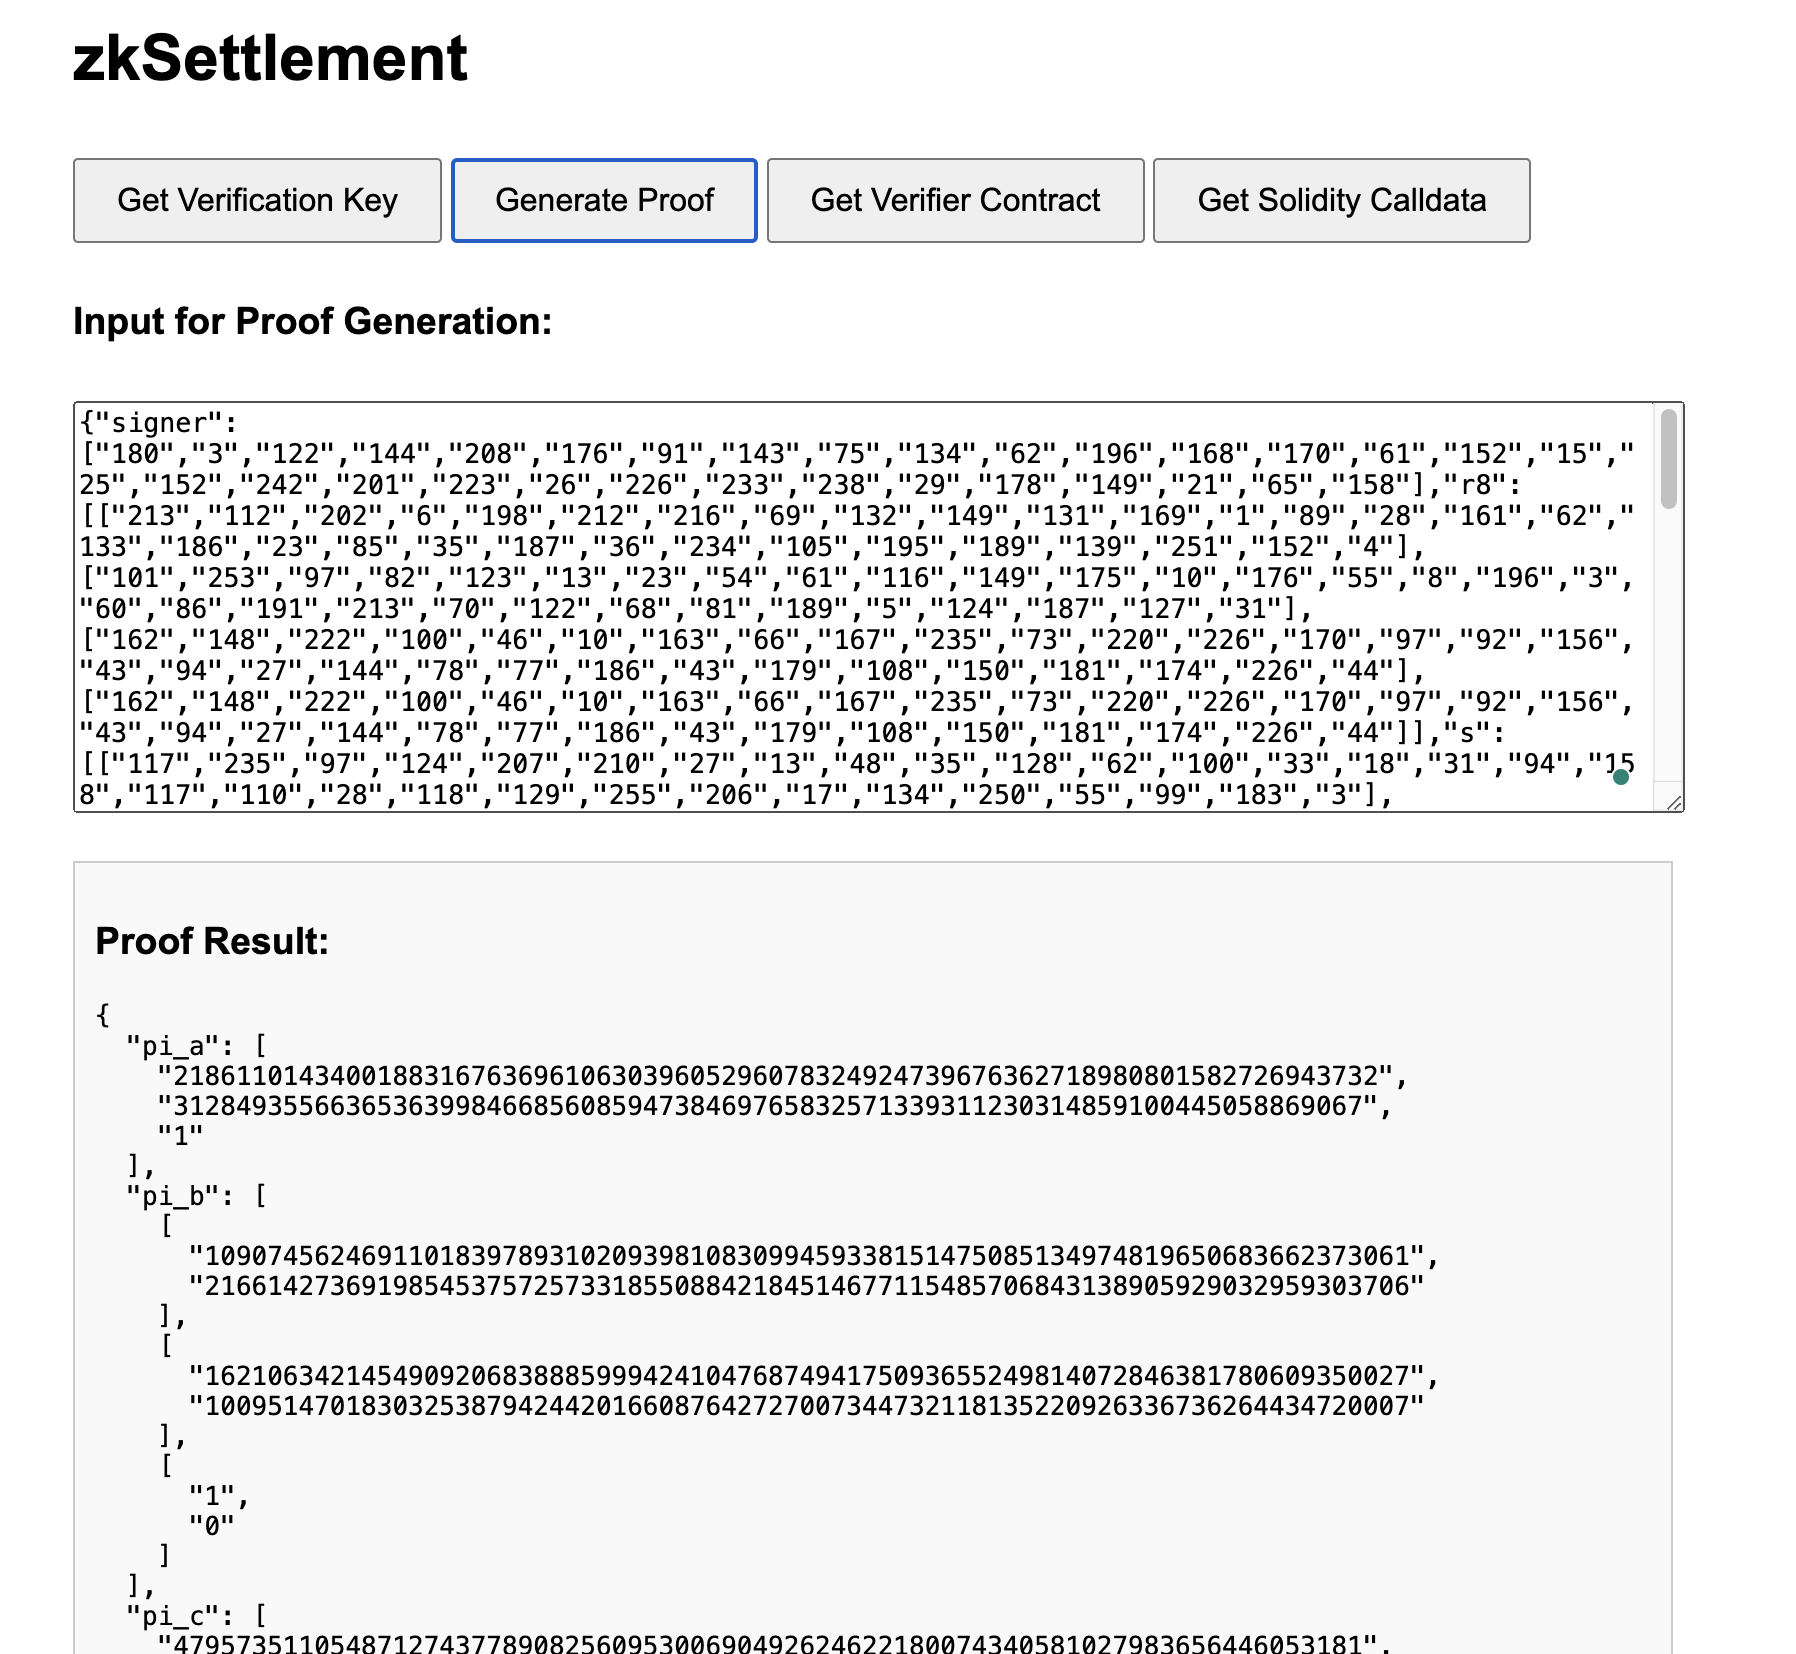 zkSettlement
Get Verification Key
Generate Proof
Get Verifier Contract
Get Solidity Calldata
Input for Proof Generation:
{"signer":
["180","3","122","144","208","176","91","143","75","134","62","196","168","170","61","152","15","
25","152","242","201","223","26","226","233","238","29","178","149","21","65","158"],"r8":
[["213","112","202","6","198","212","216","69","132","149","131","169","1","89","28","161","62","
133","186","23","85","35","187","36","234","105","195","189","139","251","152","4"],
["101","253","97","82","123","13","23","54","61","116","149","175","10","176","55","8","196","3",
"60","86","191","213","70","122","68","81","189","5","124","187","127","31"],
["162","148","222","100","46","10","163","66","167","235","73","220","226","170","97","92","156",
"43","94","27","144","78","77","186","43","179","108","150","181","174","226","44"],
["162","148","222","100","46","10","163","66","167","235","73","220","226","170","97","92","156",
"43","94","27","144","78","77","186","43","179","108","150","181","174","226","44"]],"s":
[["117","235","97","124","207","210","27","13","48","35","128","62","100","33","18","31","94","15
8","117","110","28","118","129","255","206","17","134","250","55","99","183","3"],
Proof Result:
{
"pi_a": [
"21861101434001883167636961063039605296078324924739676362718980801582726943732",
"3128493556636536399846685608594738469765832571339311230314859100445058869067",
"1"
],
"pi_b": [
[
"10907456246911018397893102093981083099459338151475085134974819650683662373061",
"21661427369198545375725733185508842184514677115485706843138905929032959303706"
],
[
"16210634214549092068388859994241047687494175093655249814072846381780609350027",
"10095147018303253879424420166087642727007344732118135220926336736264434720007"
],
[
"1",
"0"
]
],
"pi_c": [
"4795735110548712743778908256095300690492624622180074340581027983656446053181",